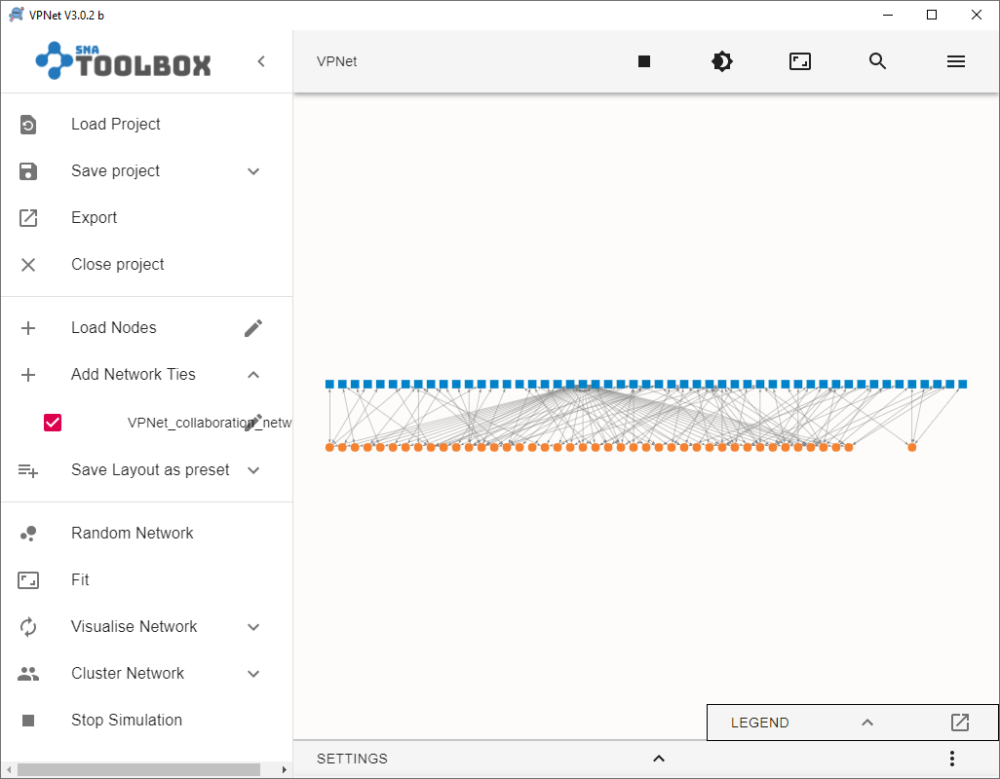 VPNet V3.0.2 b
SNA
TOOLBOX
VPNet
Load Project
Save project
Export
Close project
Load Nodes
Add Network Ties
VPNet_collaboration_netw
Save Layout as preset
Random Network
Fit
Visualise Network
Cluster Network
Stop Simulation
LEGEND
SETTINGS